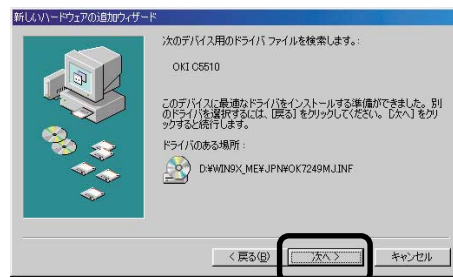 新しいハードウェアの追加ウィザード
次のデバイス用のドライバ ファイルを検索します。:
OKI C5510
このデバイスに最適なドライバをインストールする準備ができました。別
のドライバを選択するには、[戻る] をクリックしてください。[次へ] をクリ
ックすると続行します。
ドライバのある場所:
D:¥WIN9X_ME¥JPN¥OK7249MJ.INF
< 戻る(B)
次へ >
キャンセル